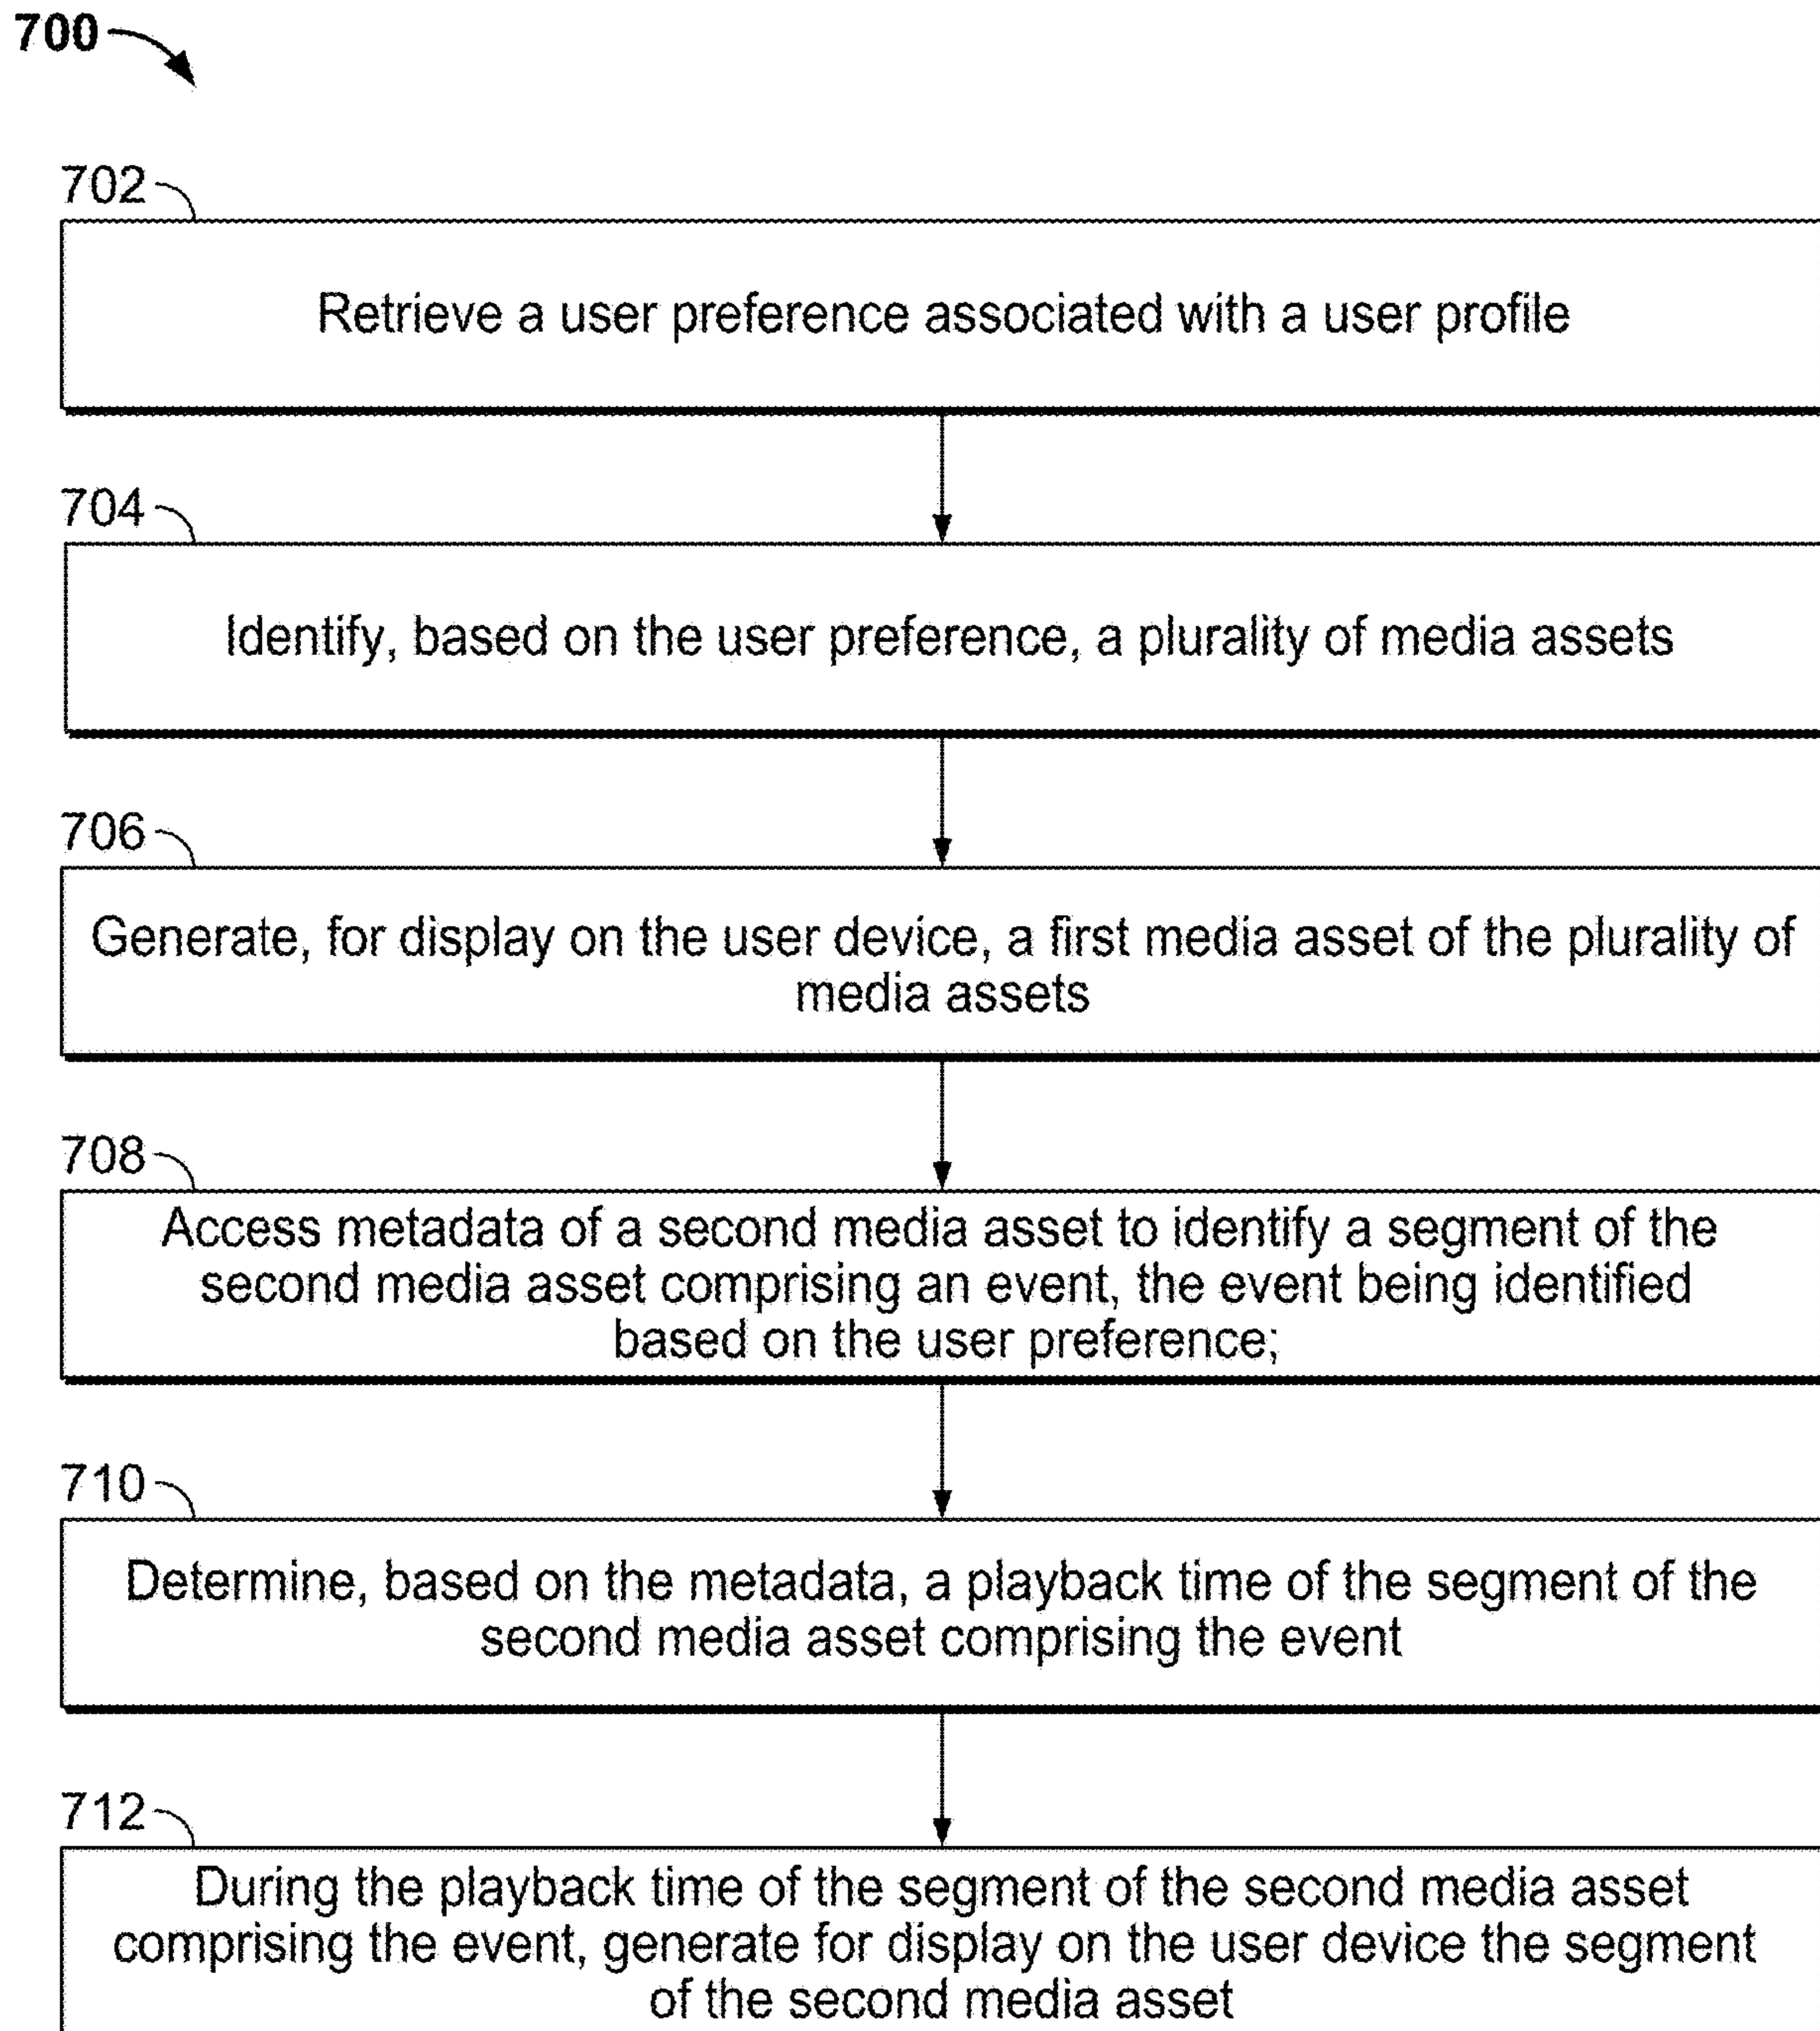 700
702
Retrieve a user preference associated with a user profile
704
Identify, based on the user preference, a plurality of media assets
706
Generate, for display on the user device, a first media asset of the plurality of
media assets
708
Access metadata of a second media asset to identify a segment of the
second media asset comprising an event, the event being identified
based on the user preference;
710
Determine, based on the metadata, a playback time of the segment of the
second media asset comprising the event
712
During the playback time of the segment of the second media asset
comprising the event, generate for display on the user device the segment
of the second media asset